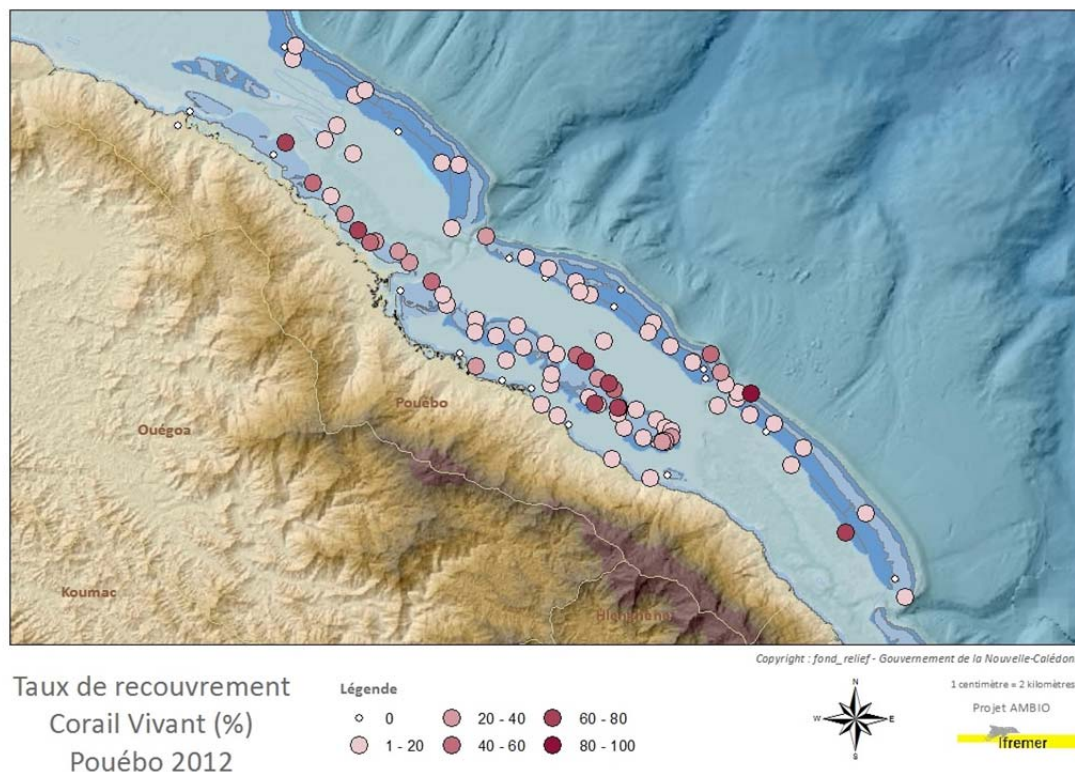 Pouébo
Ouégoa
Koumac
Hienghène
Copyright : fond_relief - Gouvernement de la Nouvelle-Calédon
Taux de recouvrement
Corail Vivant (%)
Pouébo 2012
Légende
0
1 - 20
20 - 40
40 - 60
60 - 80
80 - 100
N
W
E
S
1 centimètre = 2 kilomètres
Projet AMBIO
Ifremer